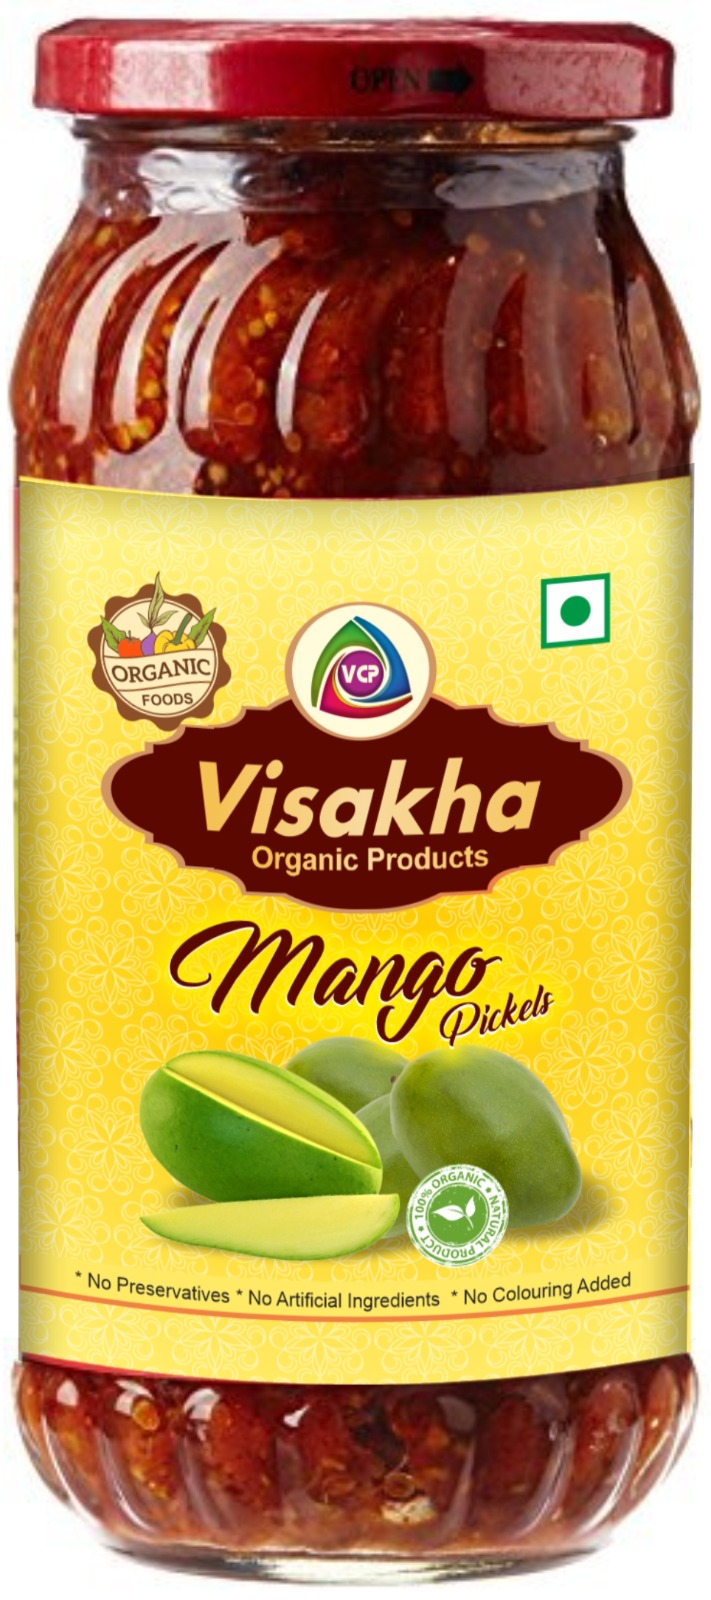 OPEN
ORGANIC
FOODS
VCP
Visakha
Organic Products
Mango
Pickels
100% ORGANIC • NATURAL PRODUCT •
* No Preservatives * No Artificial Ingredients * No Colouring Added